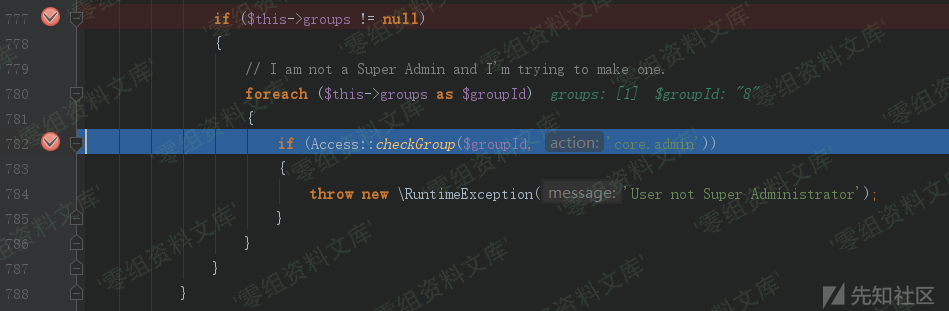 777 if ($this->groups != null)
778 {
779 // I am not a Super Admin and I'm trying to make one.
780 foreach ($this->groups as $groupId) groups: [1] $groupId: "8"
781 {
782 if (Access::checkGroup($groupId, action: 'core.admin'))
783 {
784 throw new \RuntimeException( message: 'User not Super Administrator');
785 }
786 }
787 }
788 }
'零组资料文库'
先知社区